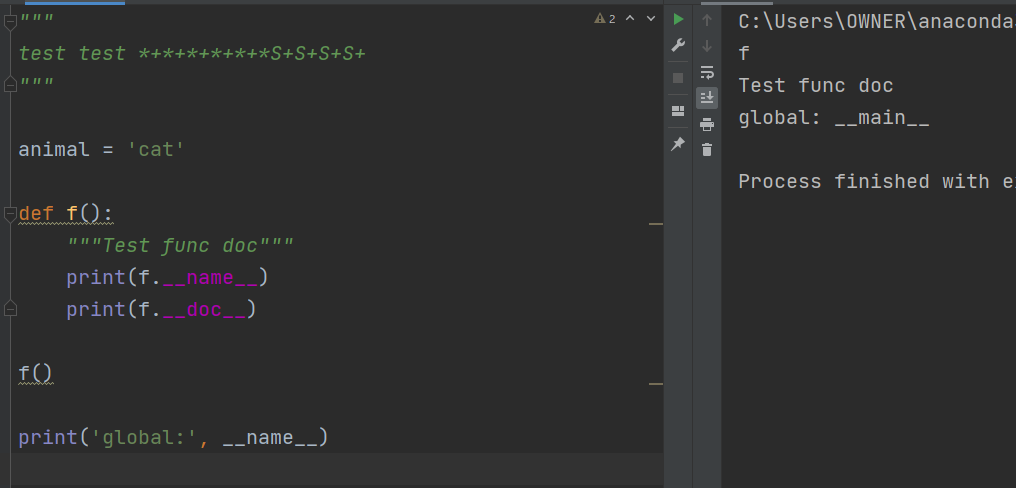 """
test test *+*+*+*+*+*S+S+S+S+
"""
animal = 'cat'
def f():
"""Test func doc"""
print(f.__name__)
print(f.__doc__)
f()
print('global:', __name__)
2
C:\Users\OWNER\anaconda
f
Test func doc
global: __main__
Process finished with e